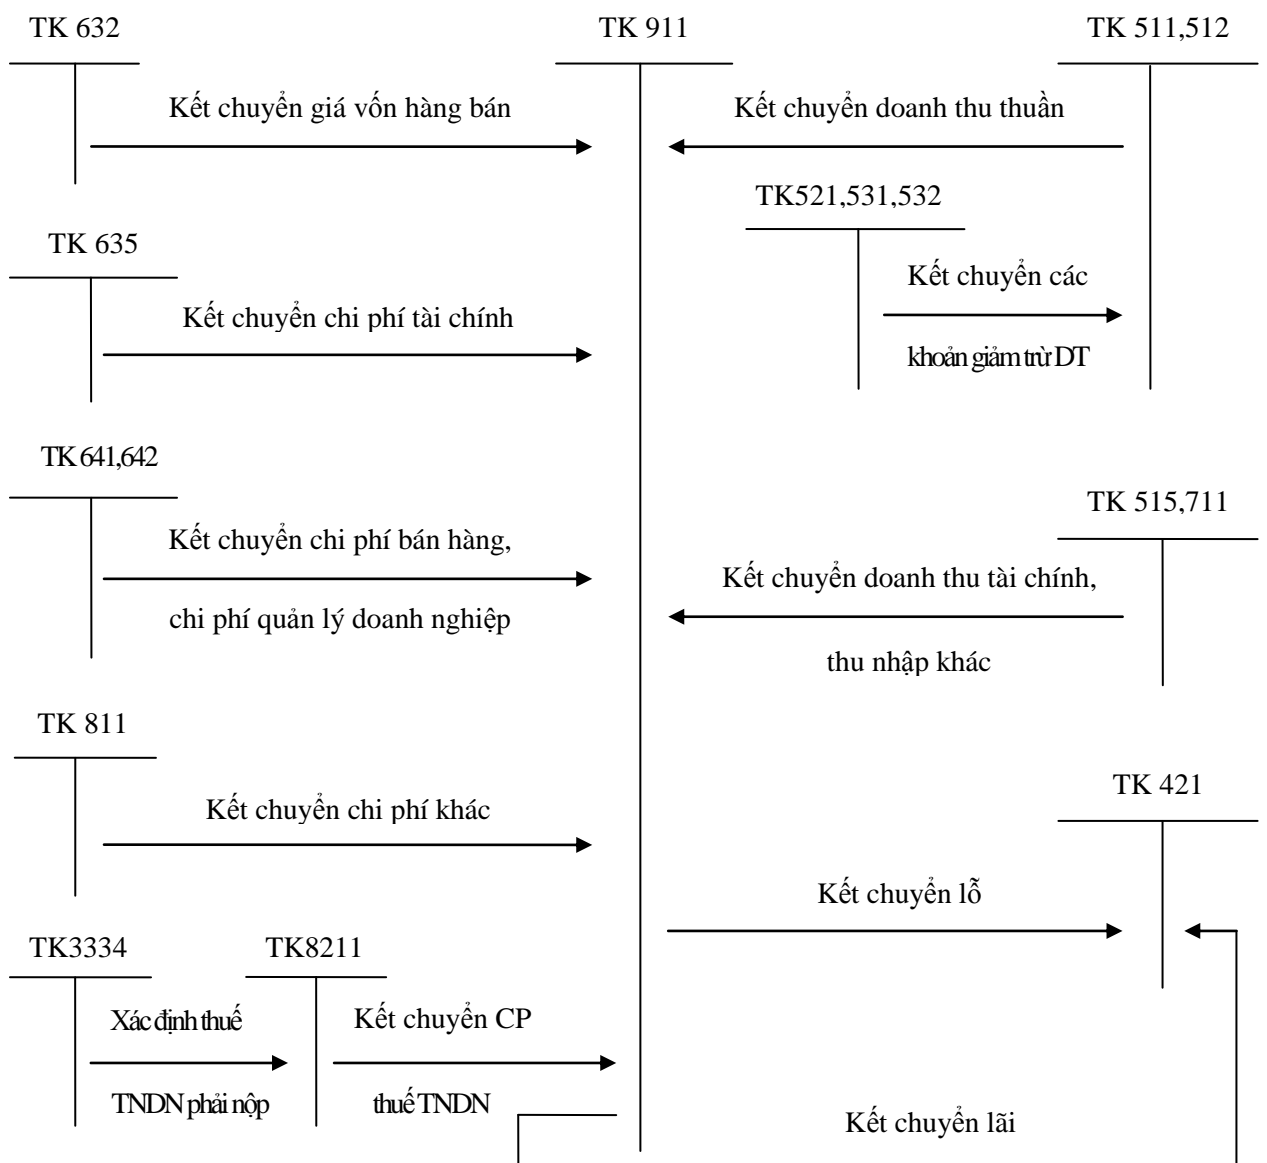 TK 632
TK 911
TK 511,512
Kết chuyển giá vốn hàng bán
Kết chuyển doanh thu thuần
TK521,531,532
TK 635
Kết chuyển các
Kết chuyển chi phí tài chính
khoản giảm trừ DT
TK 641,642
TK 515,711
Kết chuyển chi phí bán hàng,
Kết chuyển doanh thu tài chính,
chi phí quản lý doanh nghiệp
thu nhập khác
TK 811
TK 421
Kết chuyển chi phí khác
Kết chuyển lỗ
TK3334
TK8211
Xác định thuế
Kết chuyển CP
TNDN phải nộp
thuế TNDN
Kết chuyển lãi